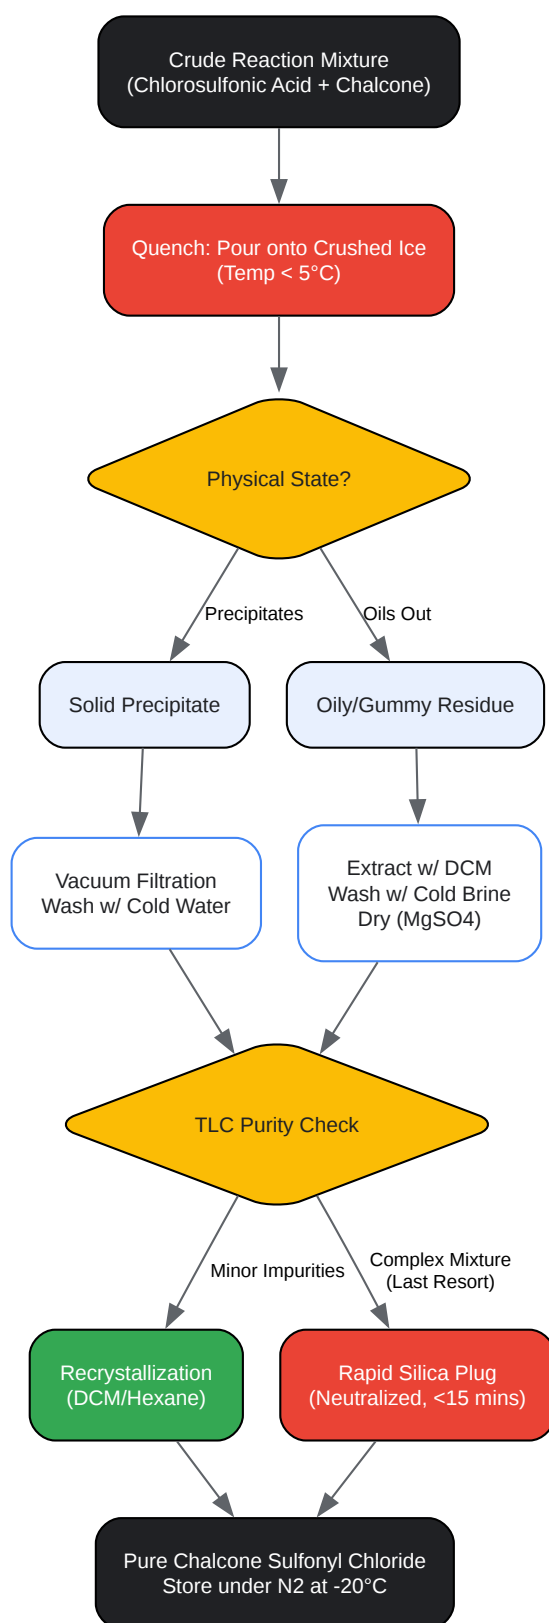 Crude Reaction Mixture
(Chlorosulfonic Acid + Chalcone)
Quench: Pour onto Crushed Ice
(Temp < 5°C)
Physical State?
Precipitates
Oils Out
Solid Precipitate
Oily/Gummy Residue
Vacuum Filtration
Wash w/ Cold Water
Extract w/ DCM
Wash w/ Cold Brine
Dry (MgSO4)
TLC Purity Check
Minor Impurities
Complex Mixture
(Last Resort)
Recrystallization
(DCM/Hexane)
Rapid Silica Plug
(Neutralized, <15 mins)
Pure Chalcone Sulfonyl Chloride
Store under N2 at -20°C